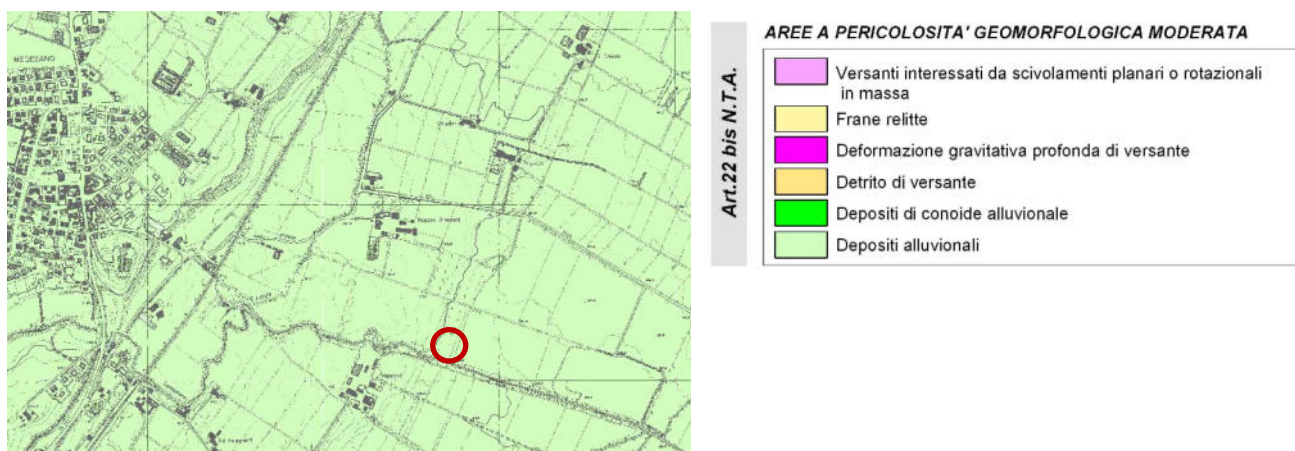 MEDESANO
AREE A PERICOLOSITA' GEOMORFOLOGICA MODERATA
Art.22 bis N.T.A.
Versanti interessati da scivolamenti planari o rotazionali
in massa
Frane relitte
Deformazione gravitativa profonda di versante
Detrito di versante
Depositi di conoide alluvionale
Depositi alluvionali